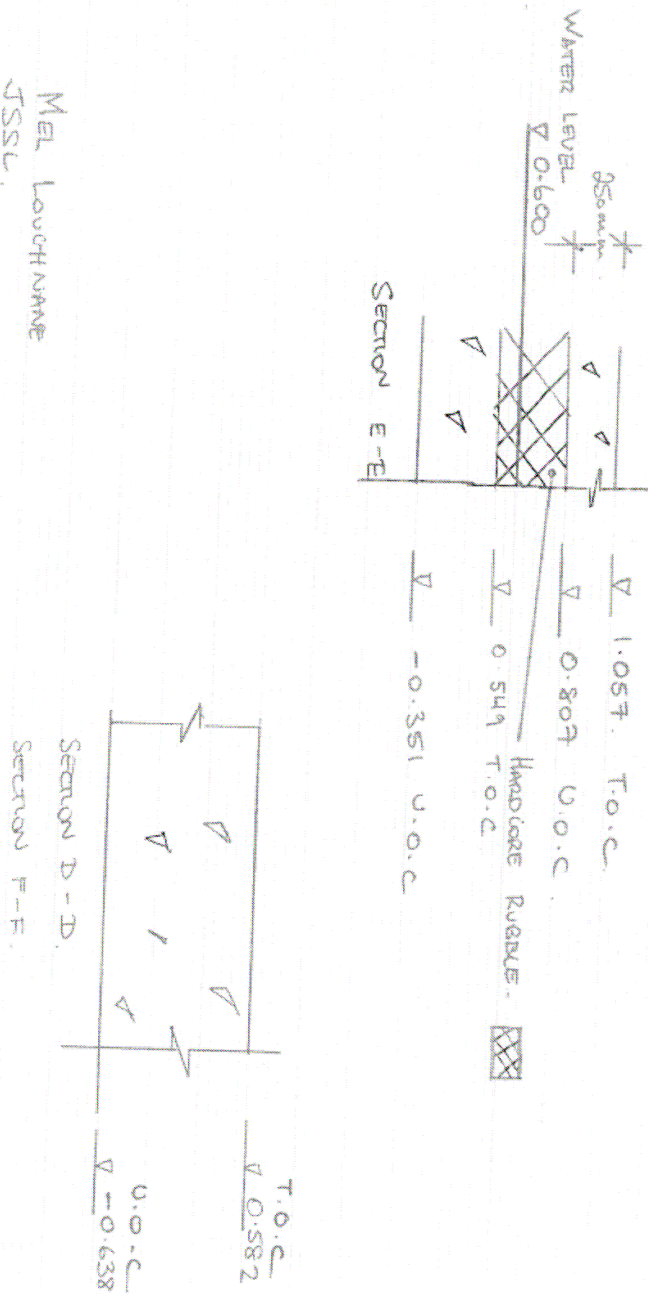 WATER LEVEL
250mm
0.600
SECTION E-E
1.057. T.O.C.
0.807 U.O.C
0.549 T.O.C
-0.351 U.O.C
HARDCORE RUBBLE.
T.O.C
0.582
U.O.C
-0.638
SECTION D-D
SECTION F-F.
MEL LOUGHNANE
JSSL.